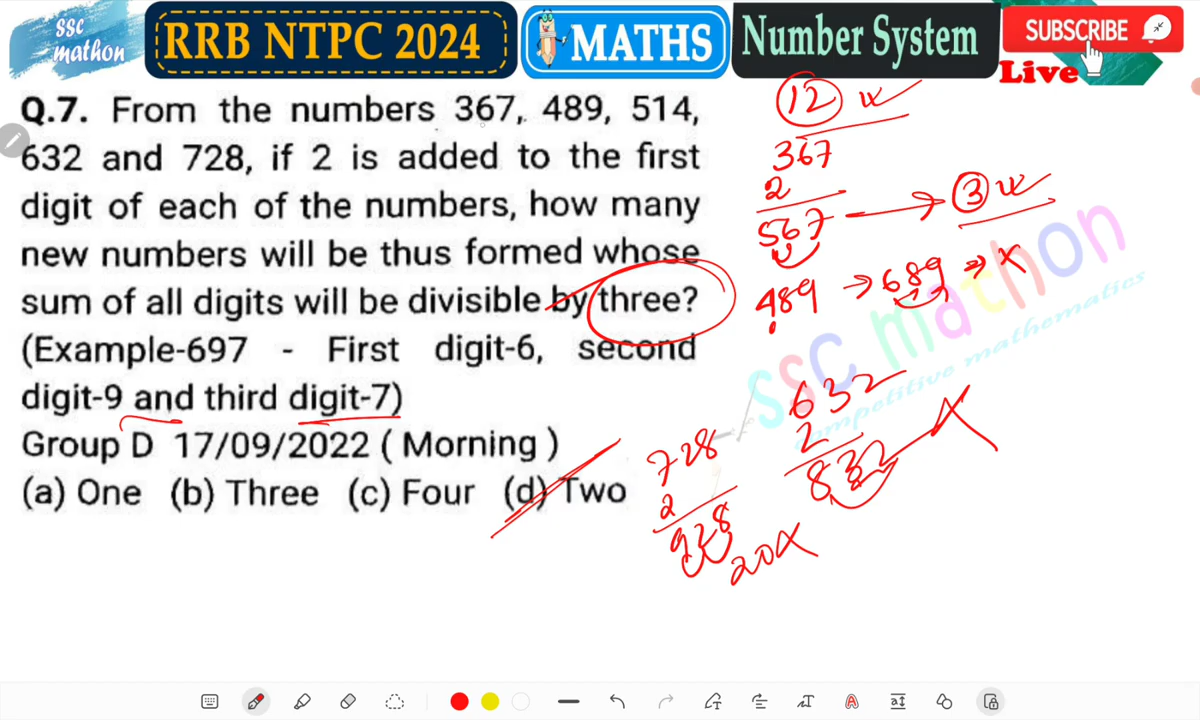 ssc
mathon
RRB NTPC 2024
MATHS
Number System
SUBSCRIBE
Live
Q.7. From the numbers 367, 489, 514,
632 and 728, if 2 is added to the first
digit of each of the numbers, how many
new numbers will be thus formed whose
sum of all digits will be divisible by three?
(Example-697 - First digit-6, second
digit-9 and third digit-7)
Group D 17/09/2022 ( Morning )
(a) One (b) Three (c) Four (d) Two
12
367
2
567 → 3
489 → 689 ⇒ x
632
2
832 x
728
2
928
20 x
ssc mathon
competitive mathematics